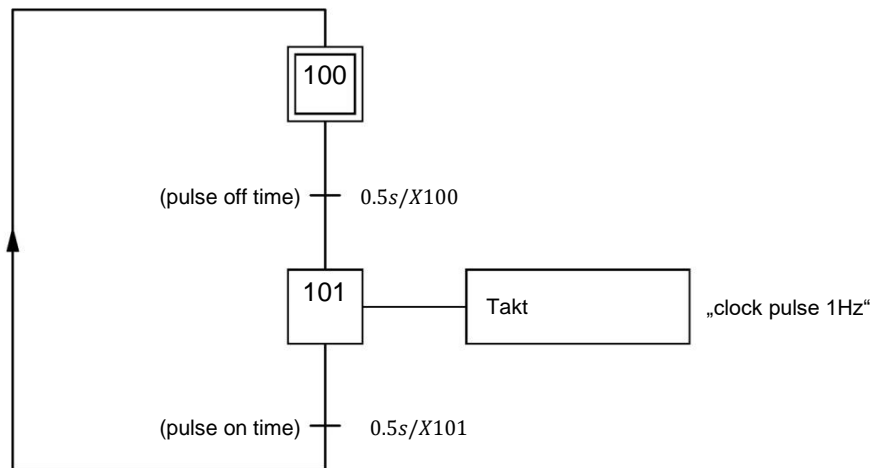 100
(pulse off time) 0.5s/X100
101
Takt
„clock pulse 1Hz“
(pulse on time) 0.5s/X101